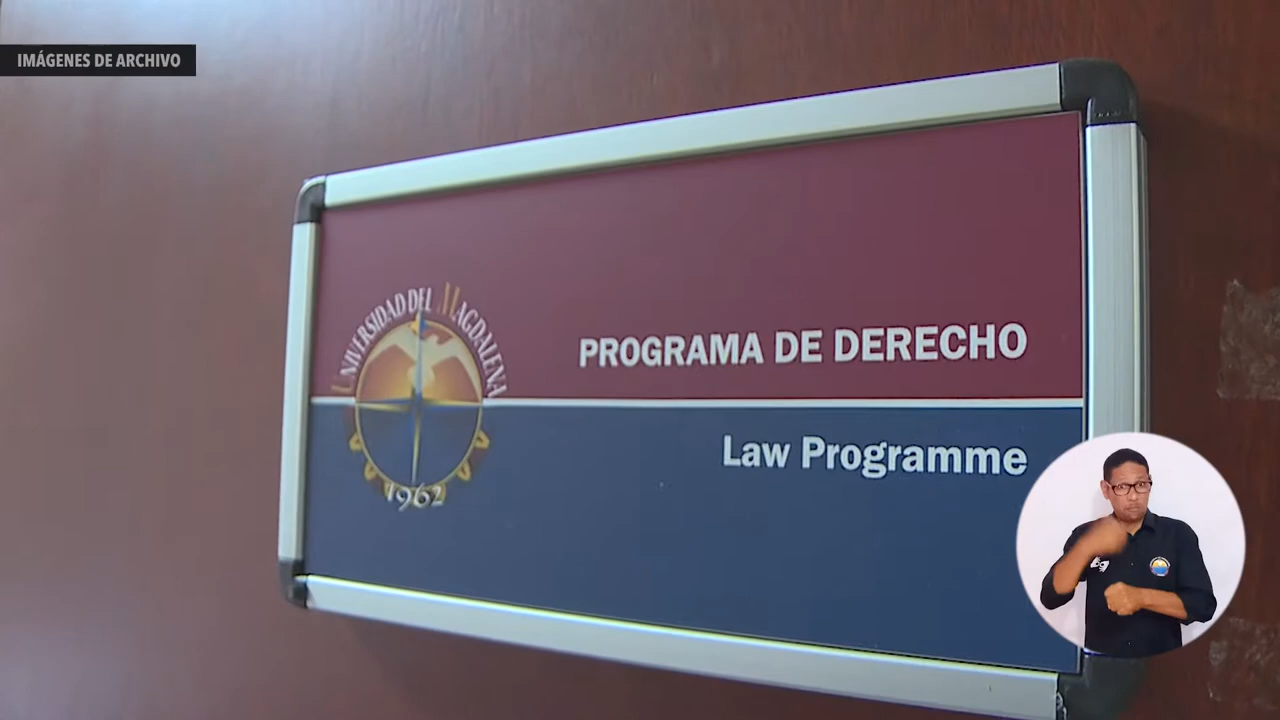 IMÁGENES DE ARCHIVO
UNIVERSIDAD DEL MAGDALENA
PROGRAMA DE DERECHO
Law Programme
1962